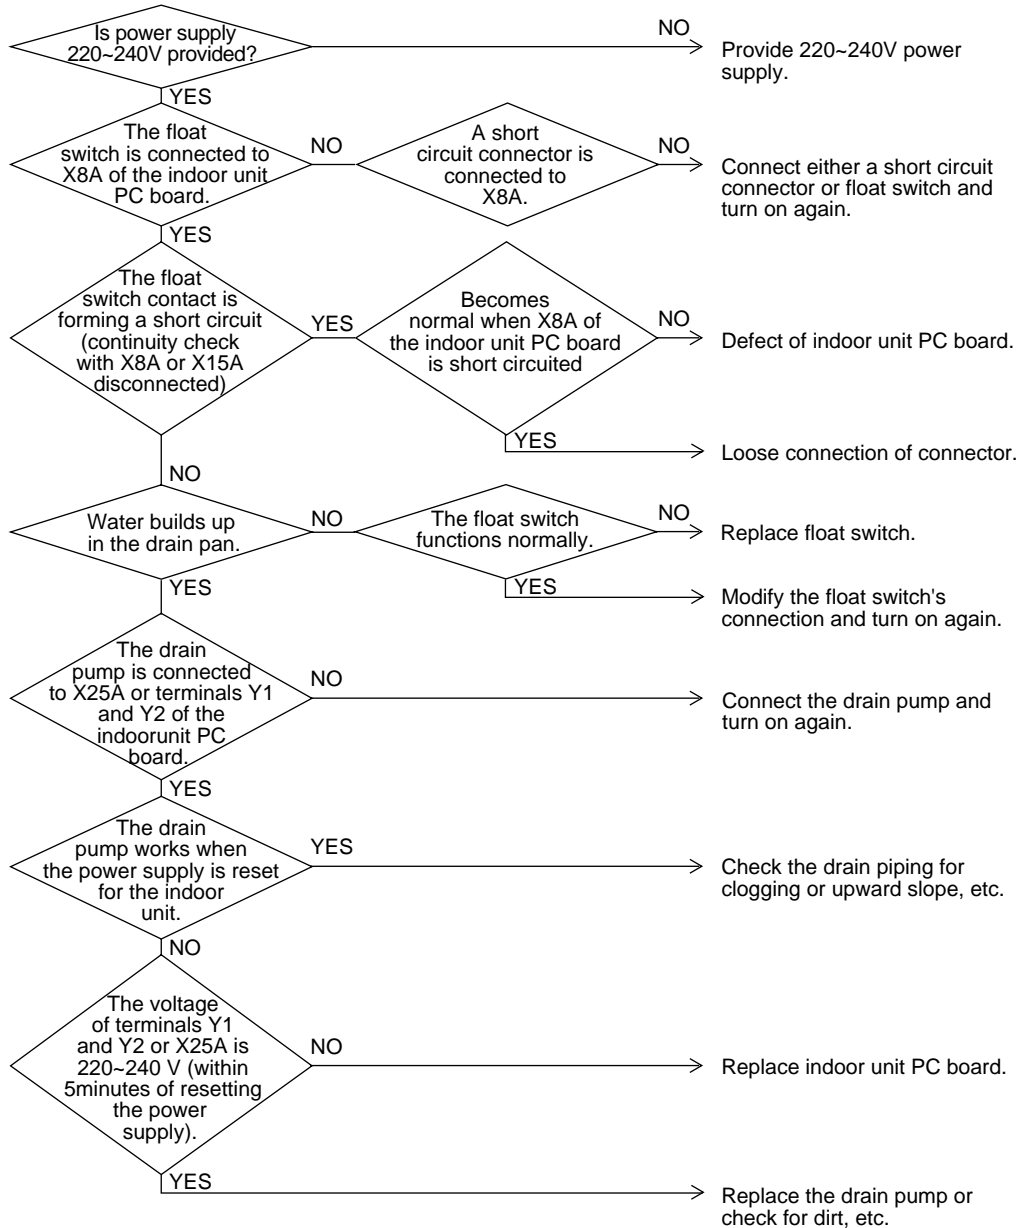 Is power supply
220~240V provided?
NO
Provide 220~240V power
supply.
YES
The float
switch is connected to
X8A of the indoor unit
PC board.
NO
A short
circuit connector is
connected to
X8A.
NO
Connect either a short circuit
connector or float switch and
turn on again.
YES
The float
switch contact is
forming a short circuit
(continuity check
with X8A or X15A
disconnected)
YES
Becomes
normal when X8A of
the indoor unit PC board
is short circuited
NO
Defect of indoor unit PC board.
YES
Loose connection of connector.
NO
Water builds up
in the drain pan.
NO
The float switch
functions normally.
NO
Replace float switch.
YES
Modify the float switch's
connection and turn on again.
YES
The drain
pump is connected
to X25A or terminals Y1
and Y2 of the
indoorunit PC
board.
NO
Connect the drain pump and
turn on again.
YES
The drain
pump works when
the power supply is reset
for the indoor
unit.
YES
Check the drain piping for
clogging or upward slope, etc.
NO
The voltage
of terminals Y1
and Y2 or X25A is
220~240 V (within
5minutes of resetting
the power
supply).
NO
Replace indoor unit PC board.
YES
Replace the drain pump or
check for dirt, etc.